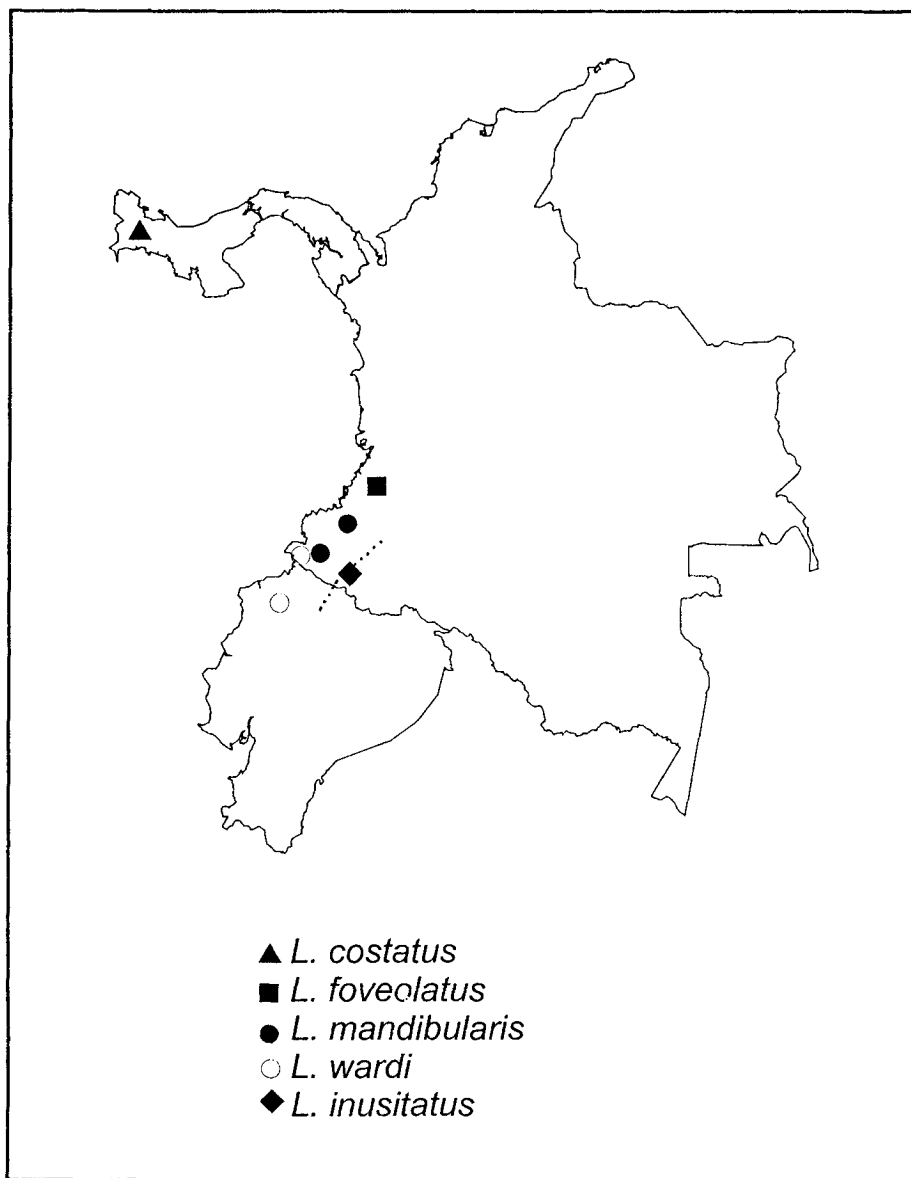 L. costatus
L. foveolatus
L. mandibularis
L. wardi
L. inusitatus